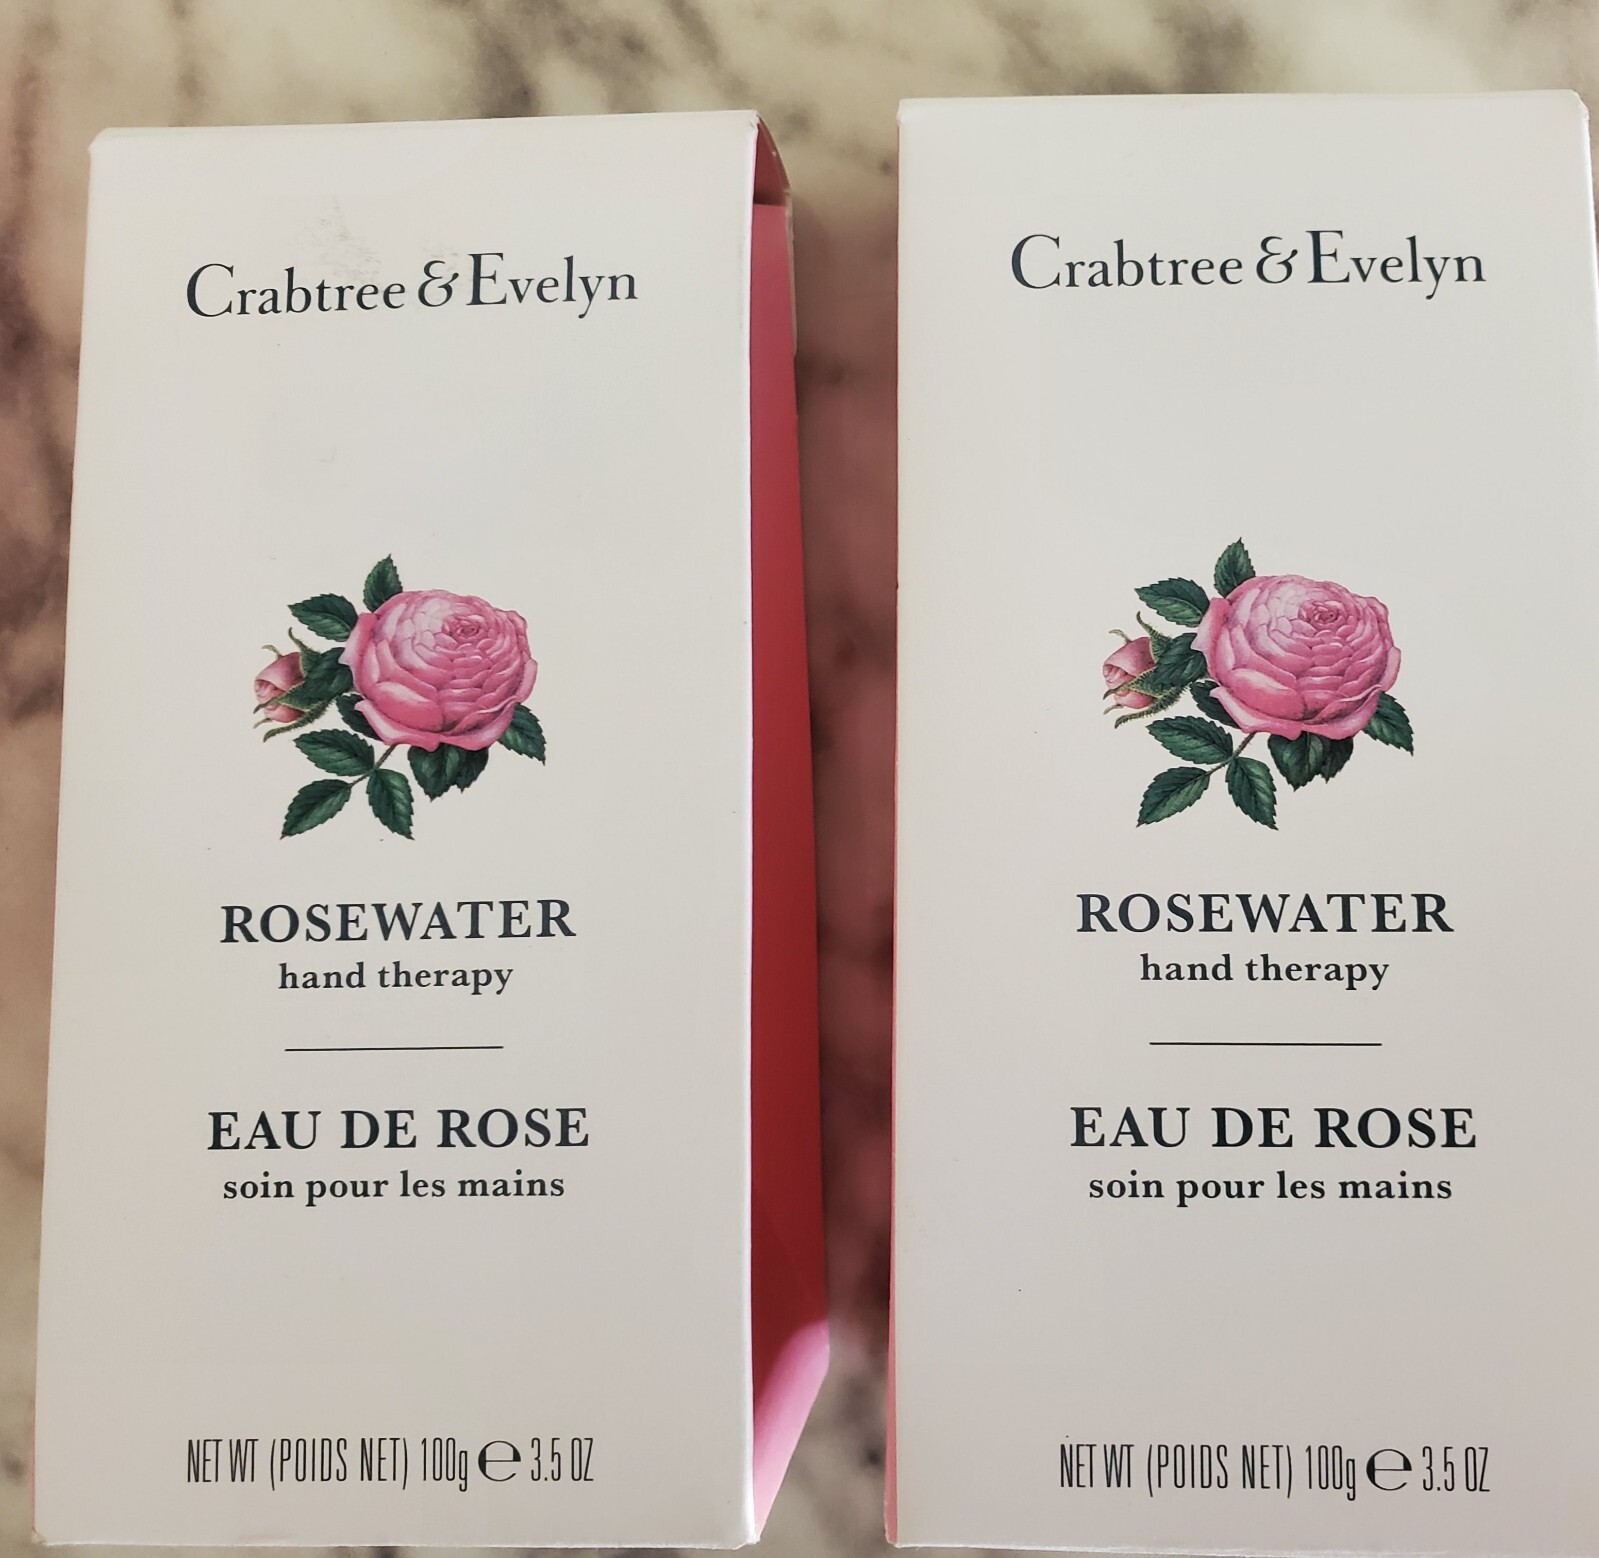 Crabtree & Evelyn
ROSEWATER
hand therapy
EAU DE ROSE
soin pour les mains
NET WT (POIDS NET) 100g ℮ 3.5 OZ
Crabtree & Evelyn
ROSEWATER
hand therapy
EAU DE ROSE
soin pour les mains
NET WT (POIDS NET) 100g ℮ 3.5 OZ